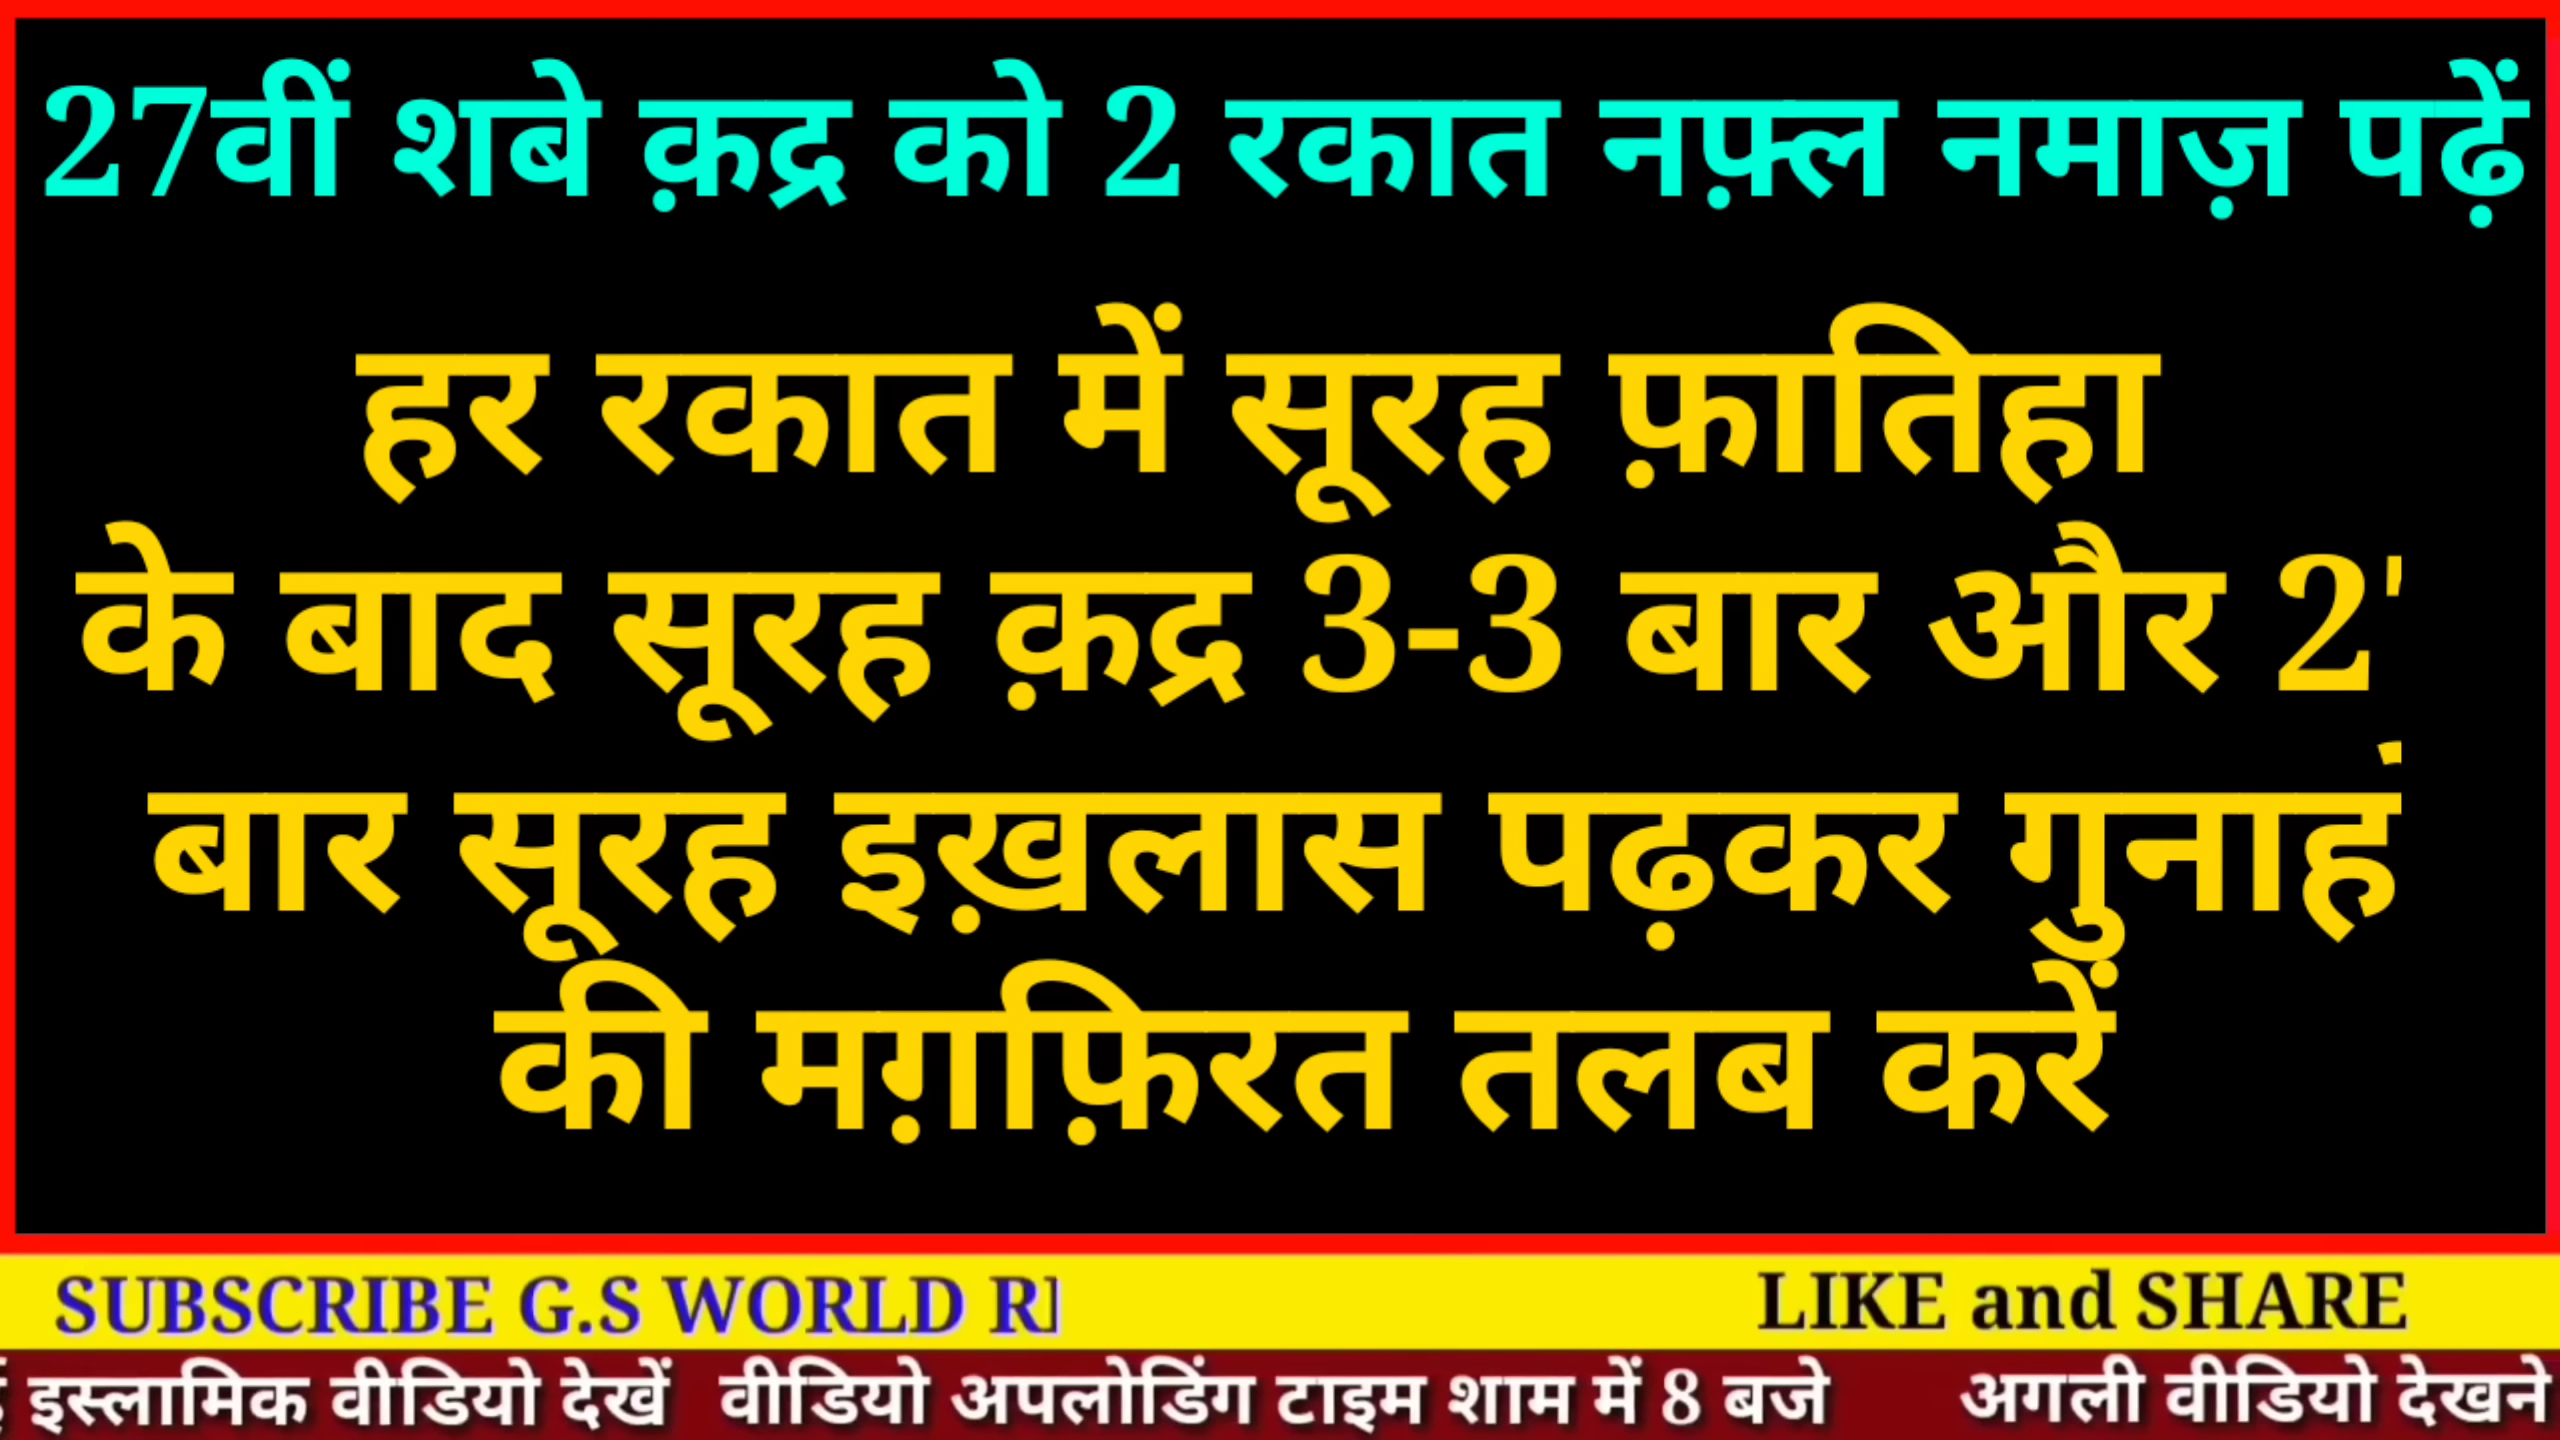 27वीं शबे क़द्र को 2 रकात नफ़्ल नमाज़ पढ़ें
हर रकात में सूरह फ़ातिहा
के बाद सूरह क़द्र 3-3 बार और
बार सूरह इख़लास पढ़कर
की मग़फ़िरत तलब करें
SUBSCRIBE G.S WORLD
LIKE and SHARE
इस्लामिक वीडियो देखें वीडियो अपलोडिंग टाइम शाम में 8 बजे अगली वीडियो देखने